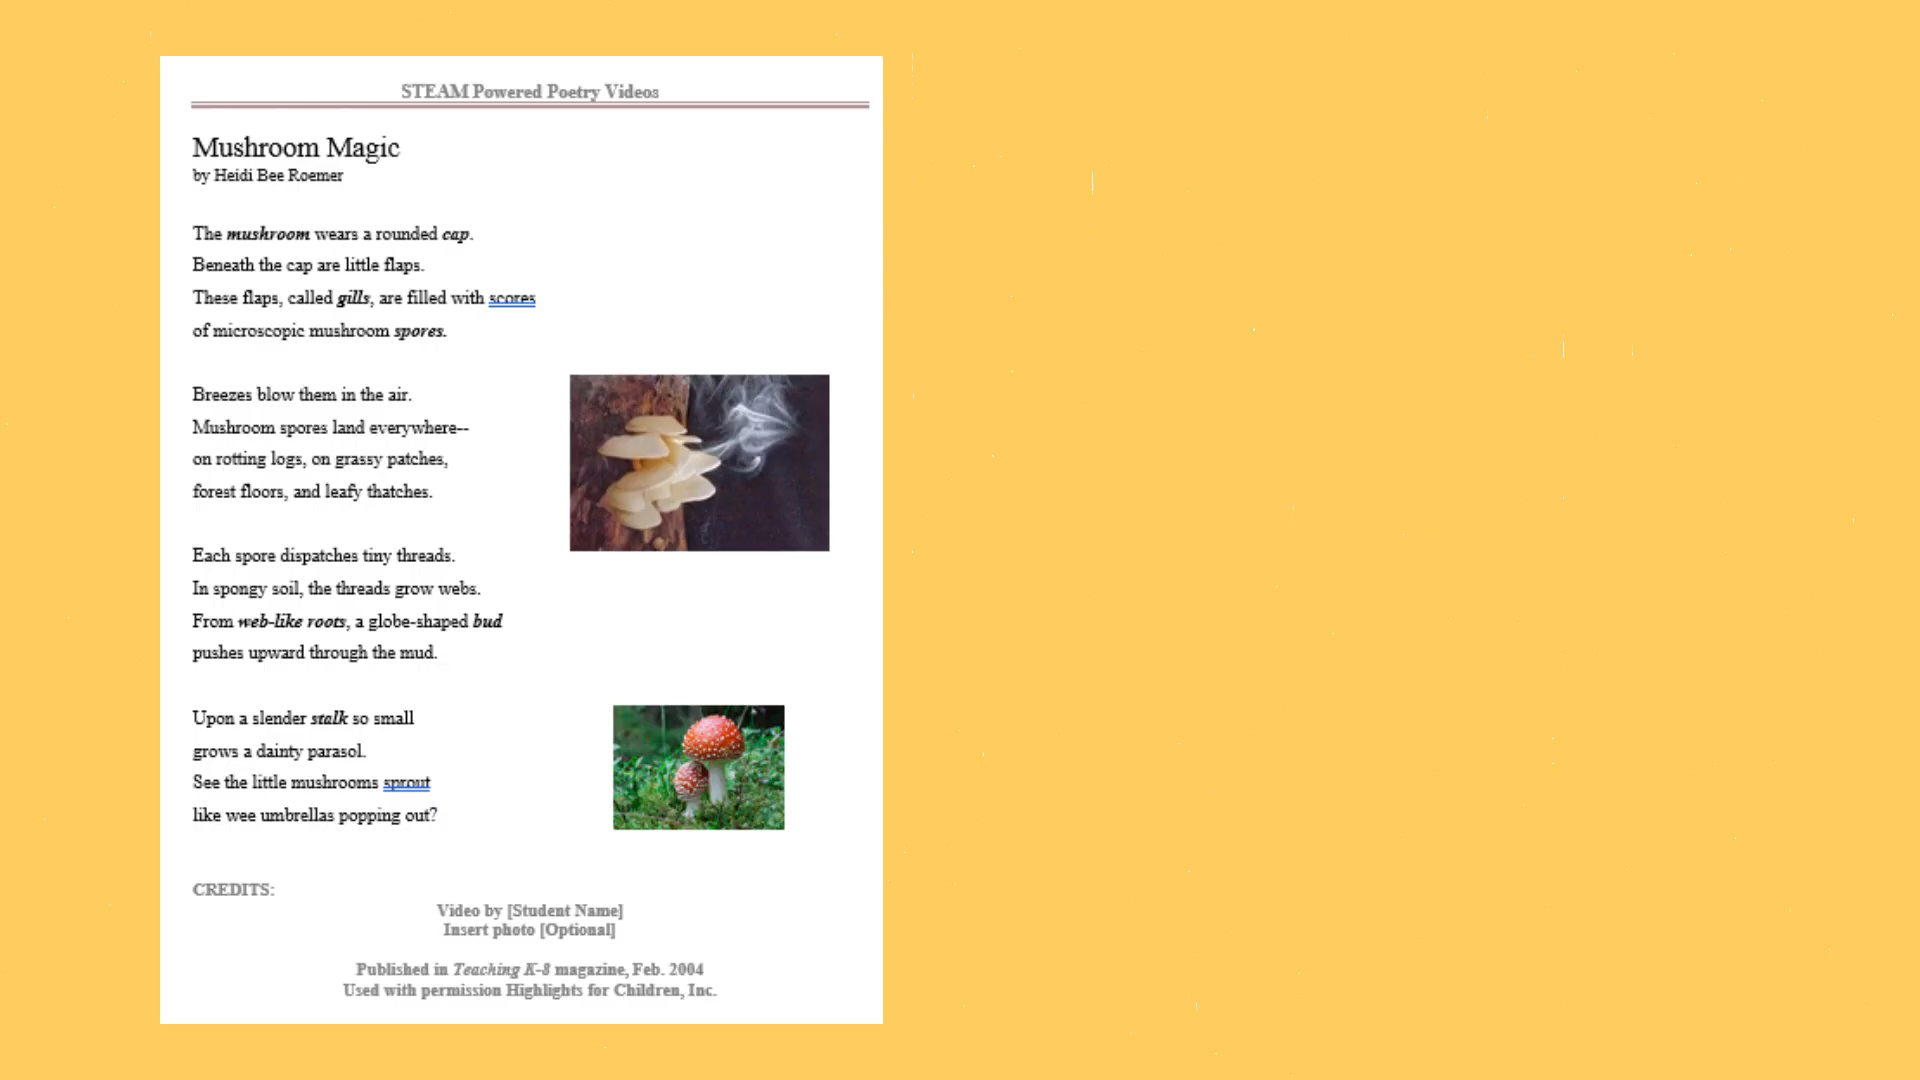 STEAM Powered Poetry Videos
Mushroom Magic
by Heidi Bee Roemer
The mushroom wears a rounded cap.
Beneath the cap are little flaps.
These flaps, called gills, are filled with scores
of microscopic mushroom spores.
Breezes blow them in the air.
Mushroom spores land everywhere--
on rotting logs, on grassy patches,
forest floors, and leafy thatches.
Each spore dispatches tiny threads.
In spongy soil, the threads grow webs.
From web-like roots, a globe-shaped bud
pushes upward through the mud.
Upon a slender stalk so small
grows a dainty parasol.
See the little mushrooms sprout
like wee umbrellas popping out?
CREDITS:
Video by [Student Name]
Insert photo [Optional]
Published in Teaching K-8 magazine, Feb. 2004
Used with permission Highlights for Children, Inc.